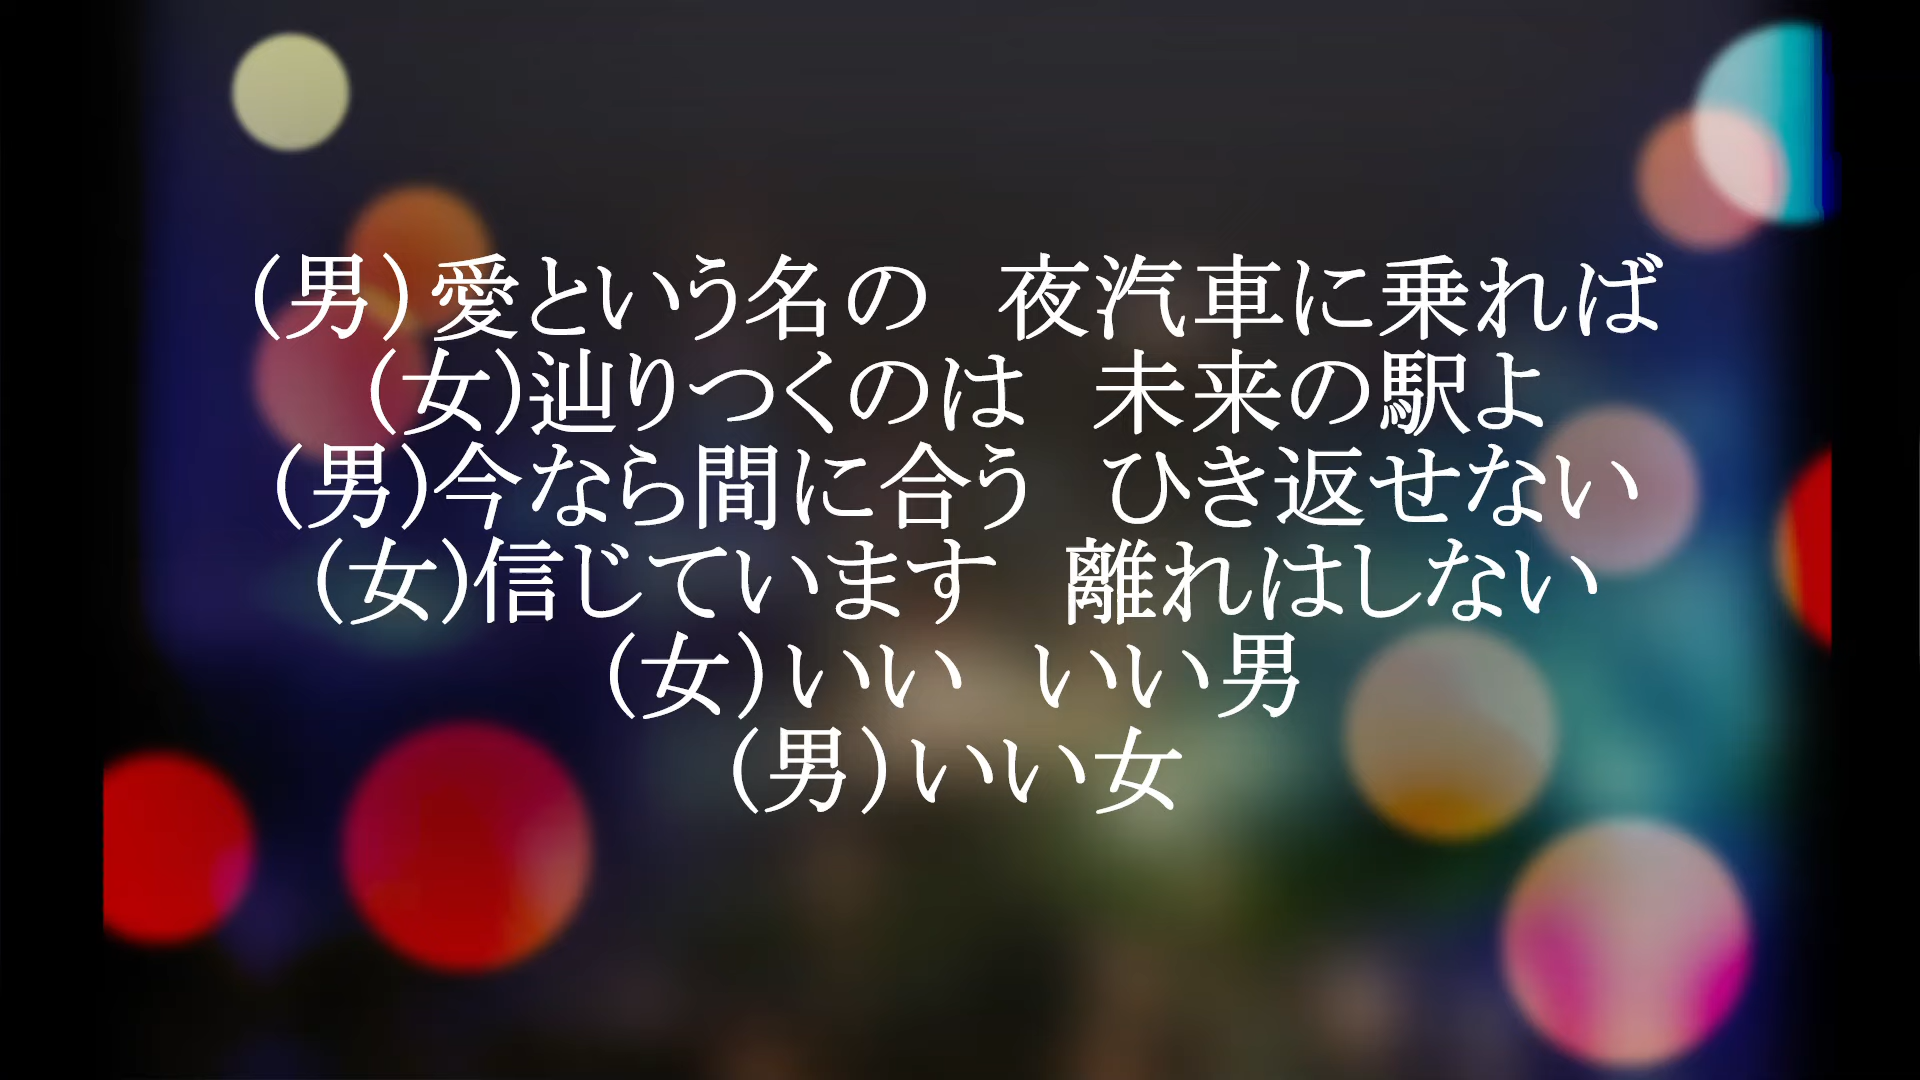 (男)愛という名の　夜汽車に乗れば
(女)辿りつくのは　未来の駅よ
(男)今なら間に合う　ひき返せない
(女)信じています　離れはしない
(女)いい　いい男
(男)いい女